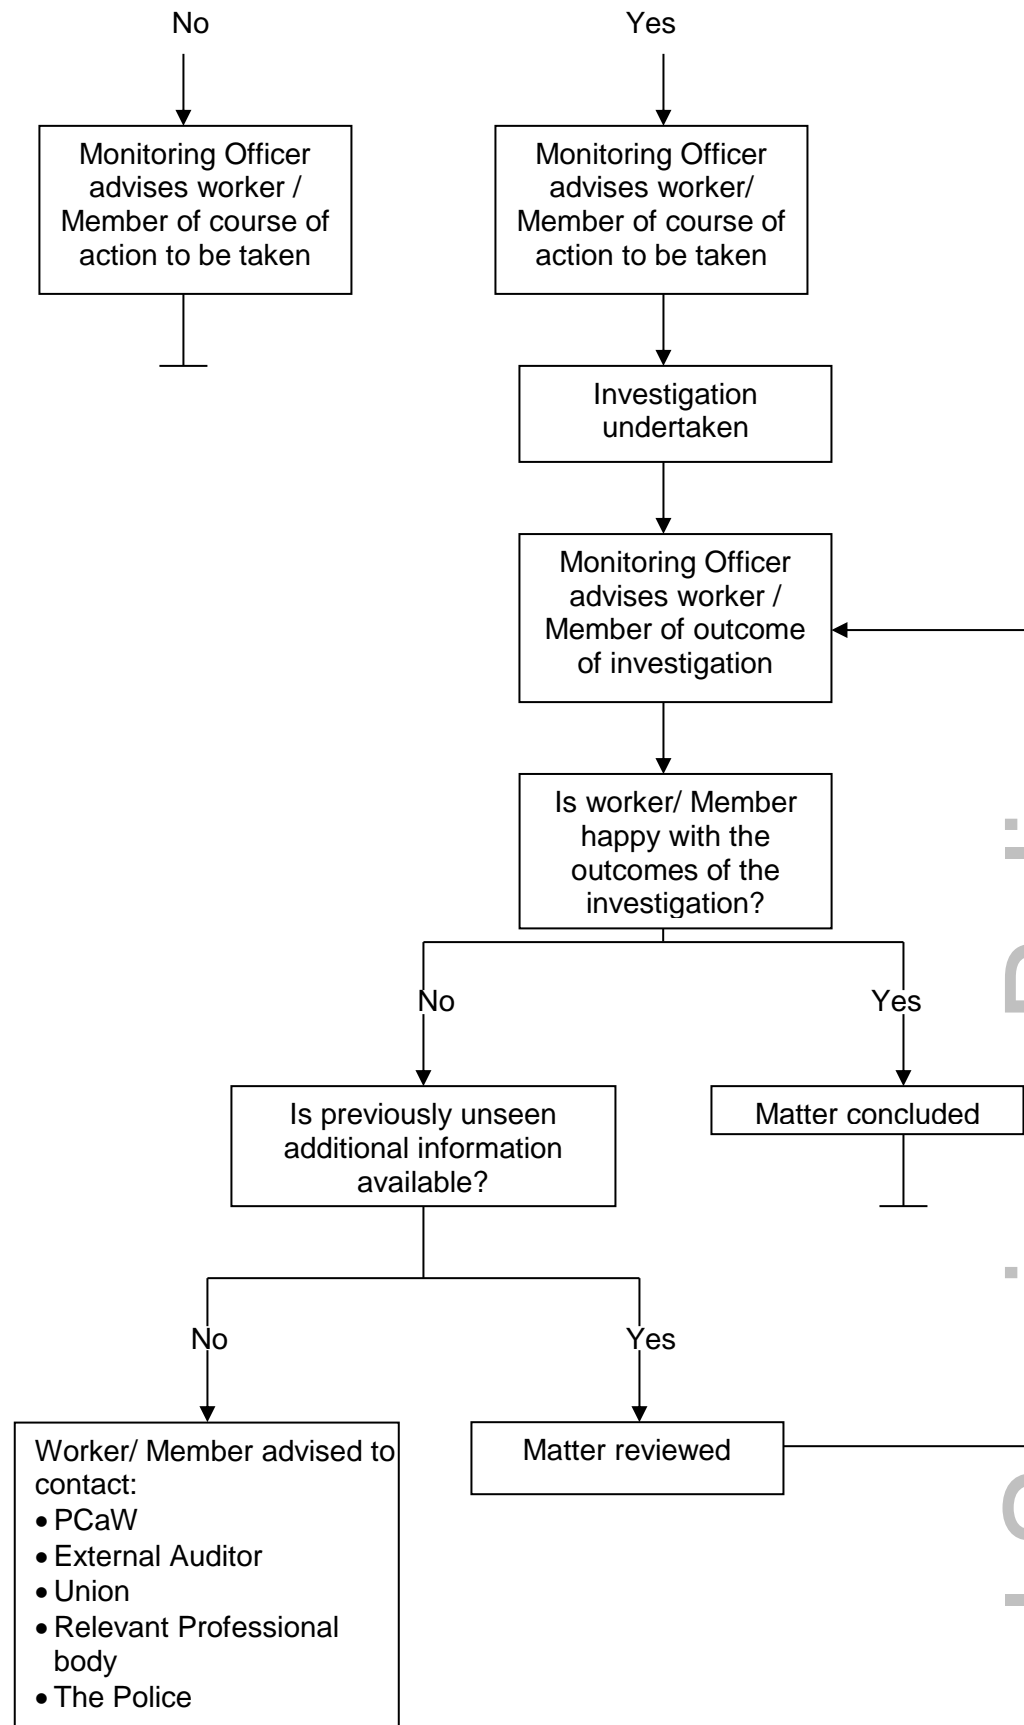 No
Yes
Monitoring Officer
advises worker /
Member of course of
action to be taken
Monitoring Officer
advises worker/
Member of course of
action to be taken
Investigation
undertaken
Monitoring Officer
advises worker /
Member of outcome
of investigation
Is worker/ Member
happy with the
outcomes of the
investigation?
No
Yes
Is previously unseen
additional information
available?
Matter concluded
No
Yes
Worker/ Member advised to
contact:
• PCaW
• External Auditor
• Union
• Relevant Professional
body
• The Police
Matter reviewed